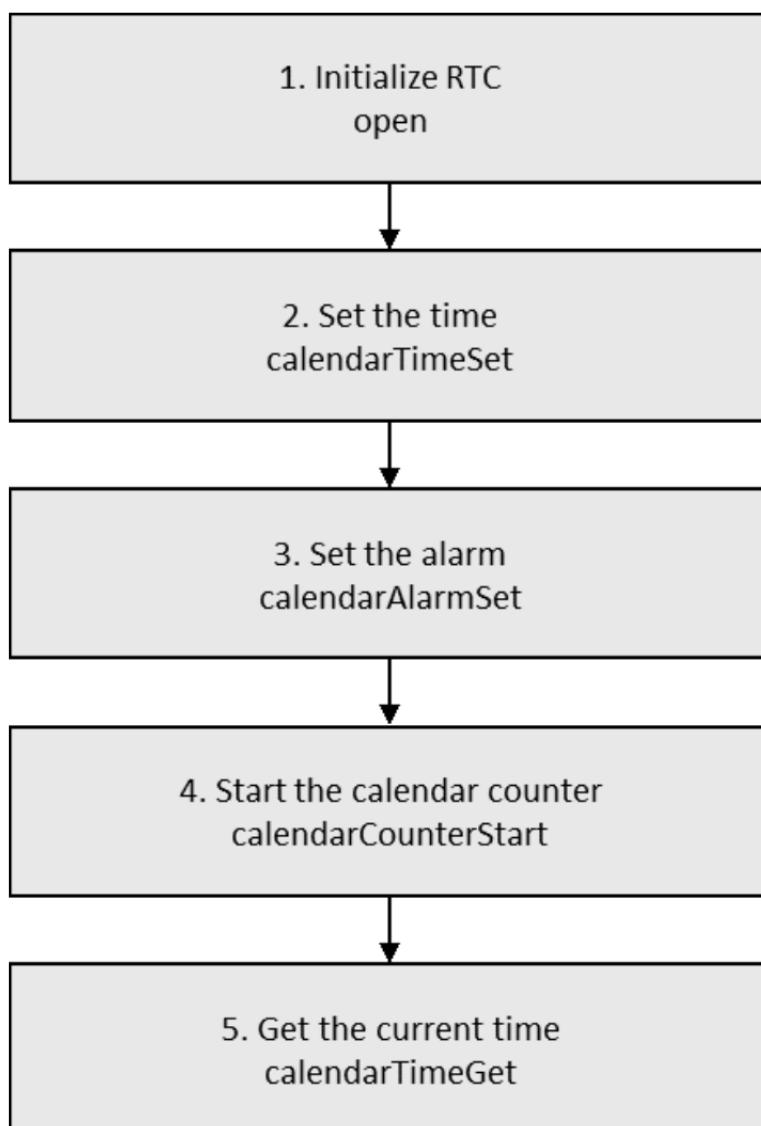 1. Initialize RTC
open
2. Set the time
calendarTimeSet
3. Set the alarm
calendarAlarmSet
4. Start the calendar counter
calendarCounterStart
5. Get the current time
calendarTimeGet